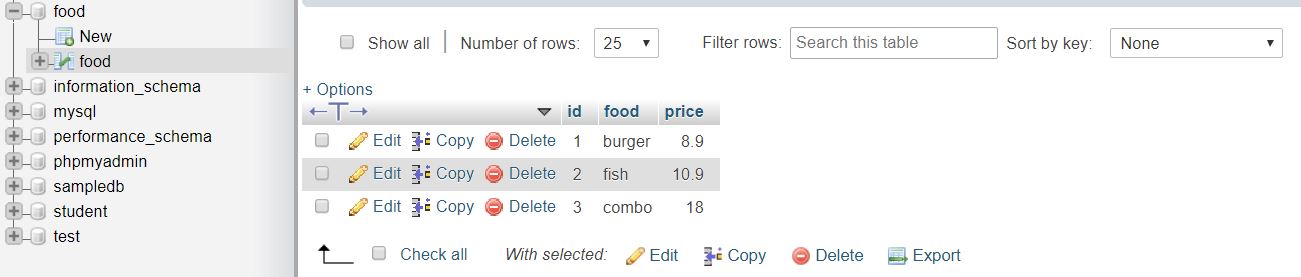 food
New
food
information_schema
mysql
performance_schema
phpmyadmin
sampledb
student
test
Show all Number of rows: 25 Filter rows: Search this table Sort by key: None
+ Options
id food price
Edit Copy Delete 1 burger 8.9
Edit Copy Delete 2 fish 10.9
Edit Copy Delete 3 combo 18
Check all With selected: Edit Copy Delete Export